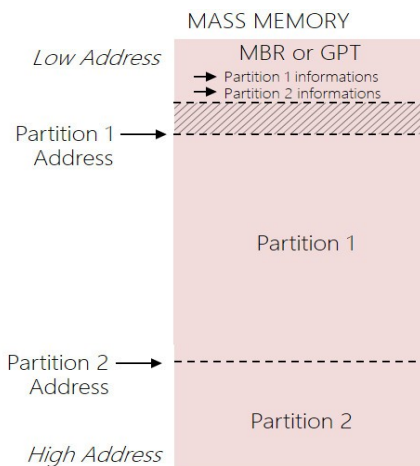 MASS MEMORY
Low Address
MBR or GPT
Partition 1 informations
Partition 2 informations
Partition 1
Address
Partition 1
Partition 2
Address
Partition 2
High Address